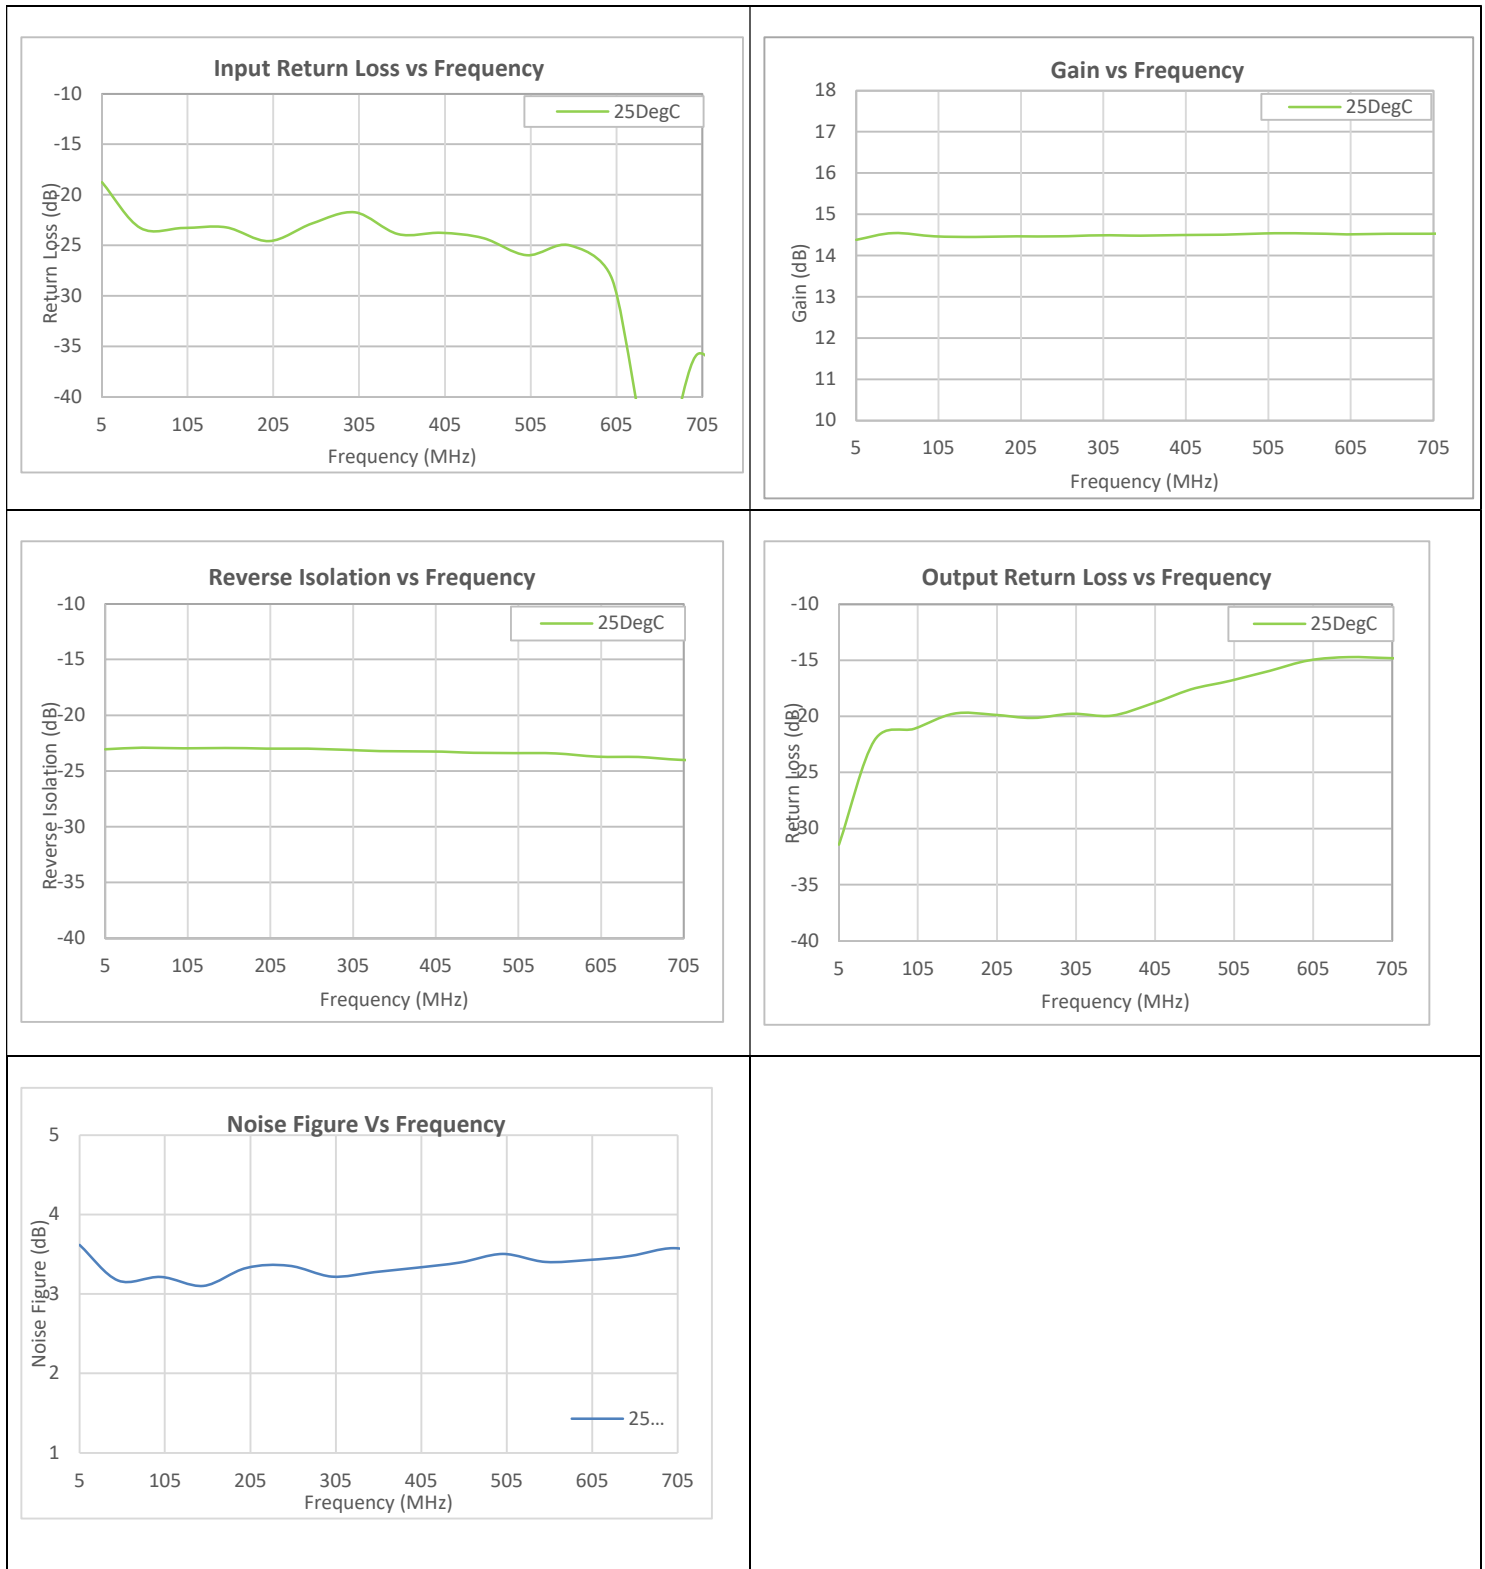 Input Return Loss vs Frequency
25DegC
Return Loss (dB)
-10
-15
-20
-25
-30
-35
-40
5 105 205 305 405 505 605 705
Frequency (MHz)
Gain vs Frequency
25DegC
Gain (dB)
18
17
16
15
14
13
12
11
10
5 105 205 305 405 505 605 705
Frequency (MHz)
Reverse Isolation vs Frequency
25DegC
Reverse Isolation (dB)
-10
-15
-20
-25
-30
-35
-40
5 105 205 305 405 505 605 705
Frequency (MHz)
Output Return Loss vs Frequency
25DegC
Return Loss (dB)
-10
-15
-20
-25
-30
-35
-40
5 105 205 305 405 505 605 705
Frequency (MHz)
Noise Figure Vs Frequency
Noise Figure (dB)
5
4
3
2
1
25...
5 105 205 305 405 505 605 705
Frequency (MHz)